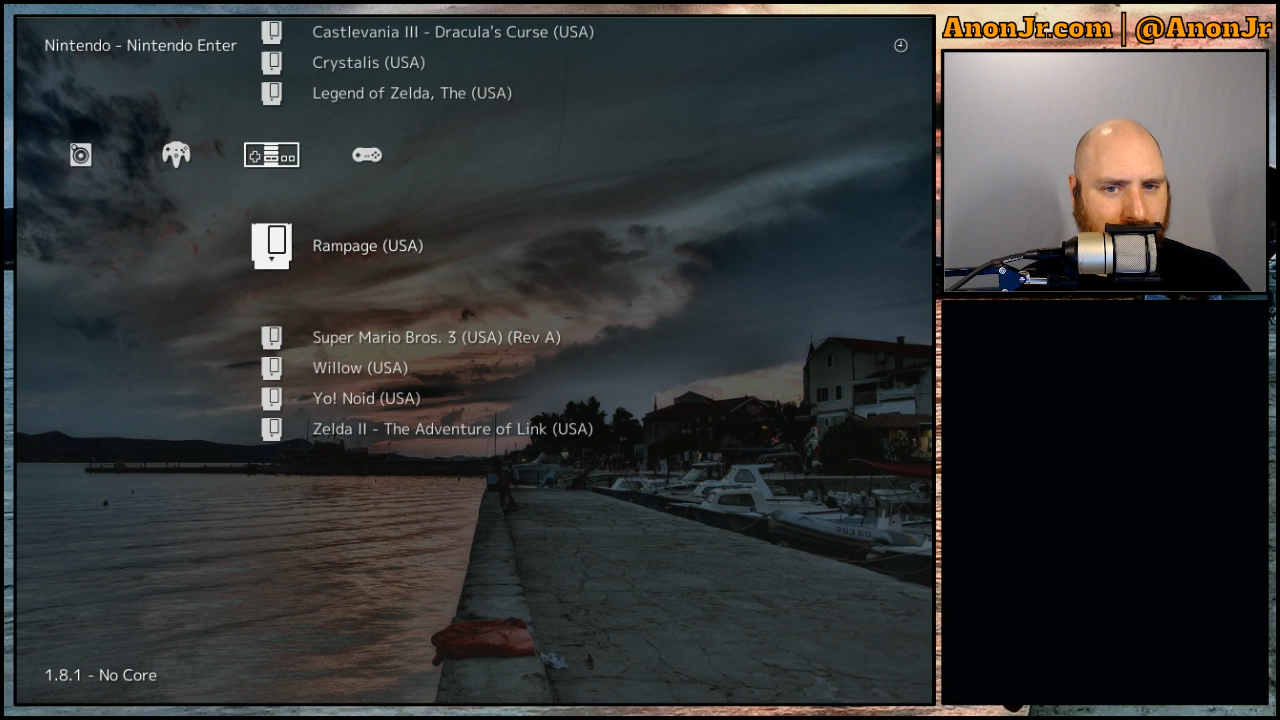 AnonJr.com | @AnonJr
Nintendo - Nintendo Enter
Castlevania III - Dracula's Curse (USA)
Crystalis (USA)
Legend of Zelda, The (USA)
Rampage (USA)
Super Mario Bros. 3 (USA) (Rev A)
Willow (USA)
Yo! Noid (USA)
Zelda II - The Adventure of Link (USA)
1.8.1 - No Core